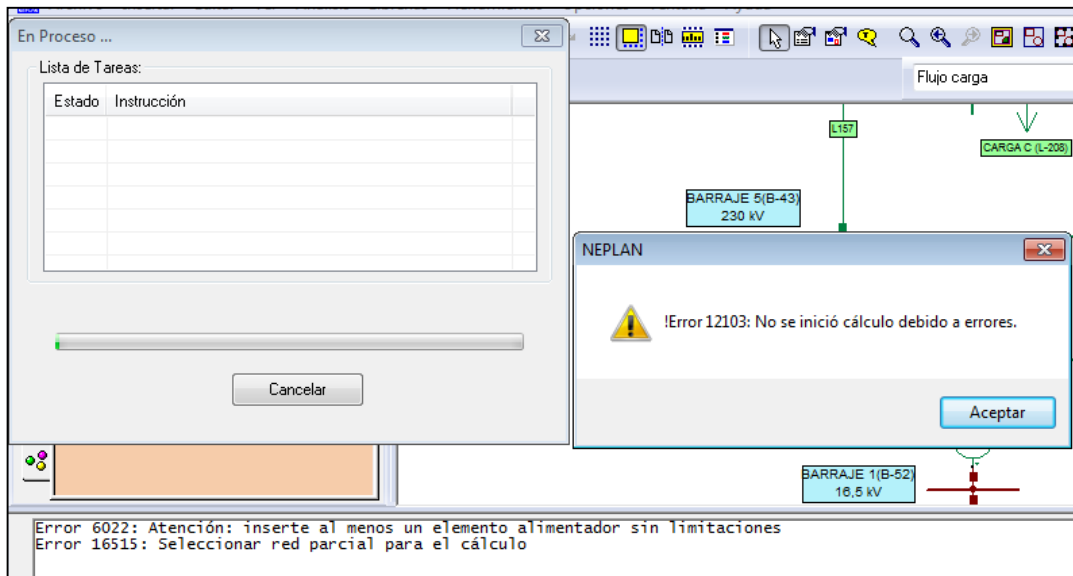 En Proceso ...
Lista de Tareas:
Estado Instrucción
Cancelar
Flujo carga
L157
CARGA C (L-208)
BARRAJE 5(B-43)
230 kV
NEPLAN
!Error 12103: No se inició cálculo debido a errores.
Aceptar
BARRAJE 1(B-52)
16,5 kV
Error 6022: Atención: inserte al menos un elemento alimentador sin limitaciones
Error 16515: Seleccionar red parcial para el cálculo